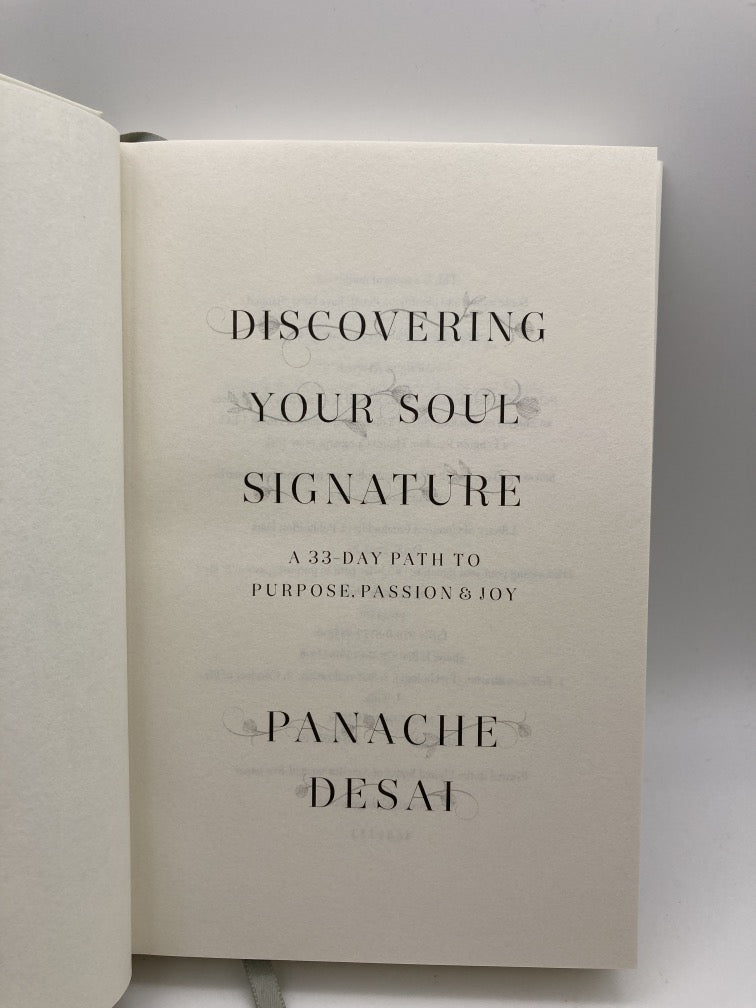 DISCOVERING
YOUR SOUL
SIGNATURE
A 33-DAY PATH TO
PURPOSE, PASSION & JOY
PANACHE
DESAI